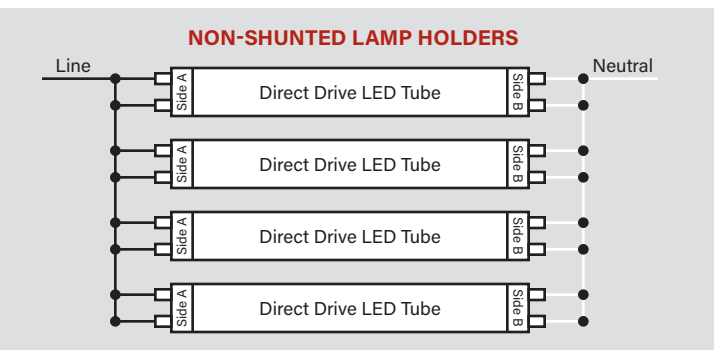 NON-SHUNTED LAMP HOLDERS
Line
Neutral
Side A
Direct Drive LED Tube
Side B
Side A
Direct Drive LED Tube
Side B
Side A
Direct Drive LED Tube
Side B
Side A
Direct Drive LED Tube
Side B